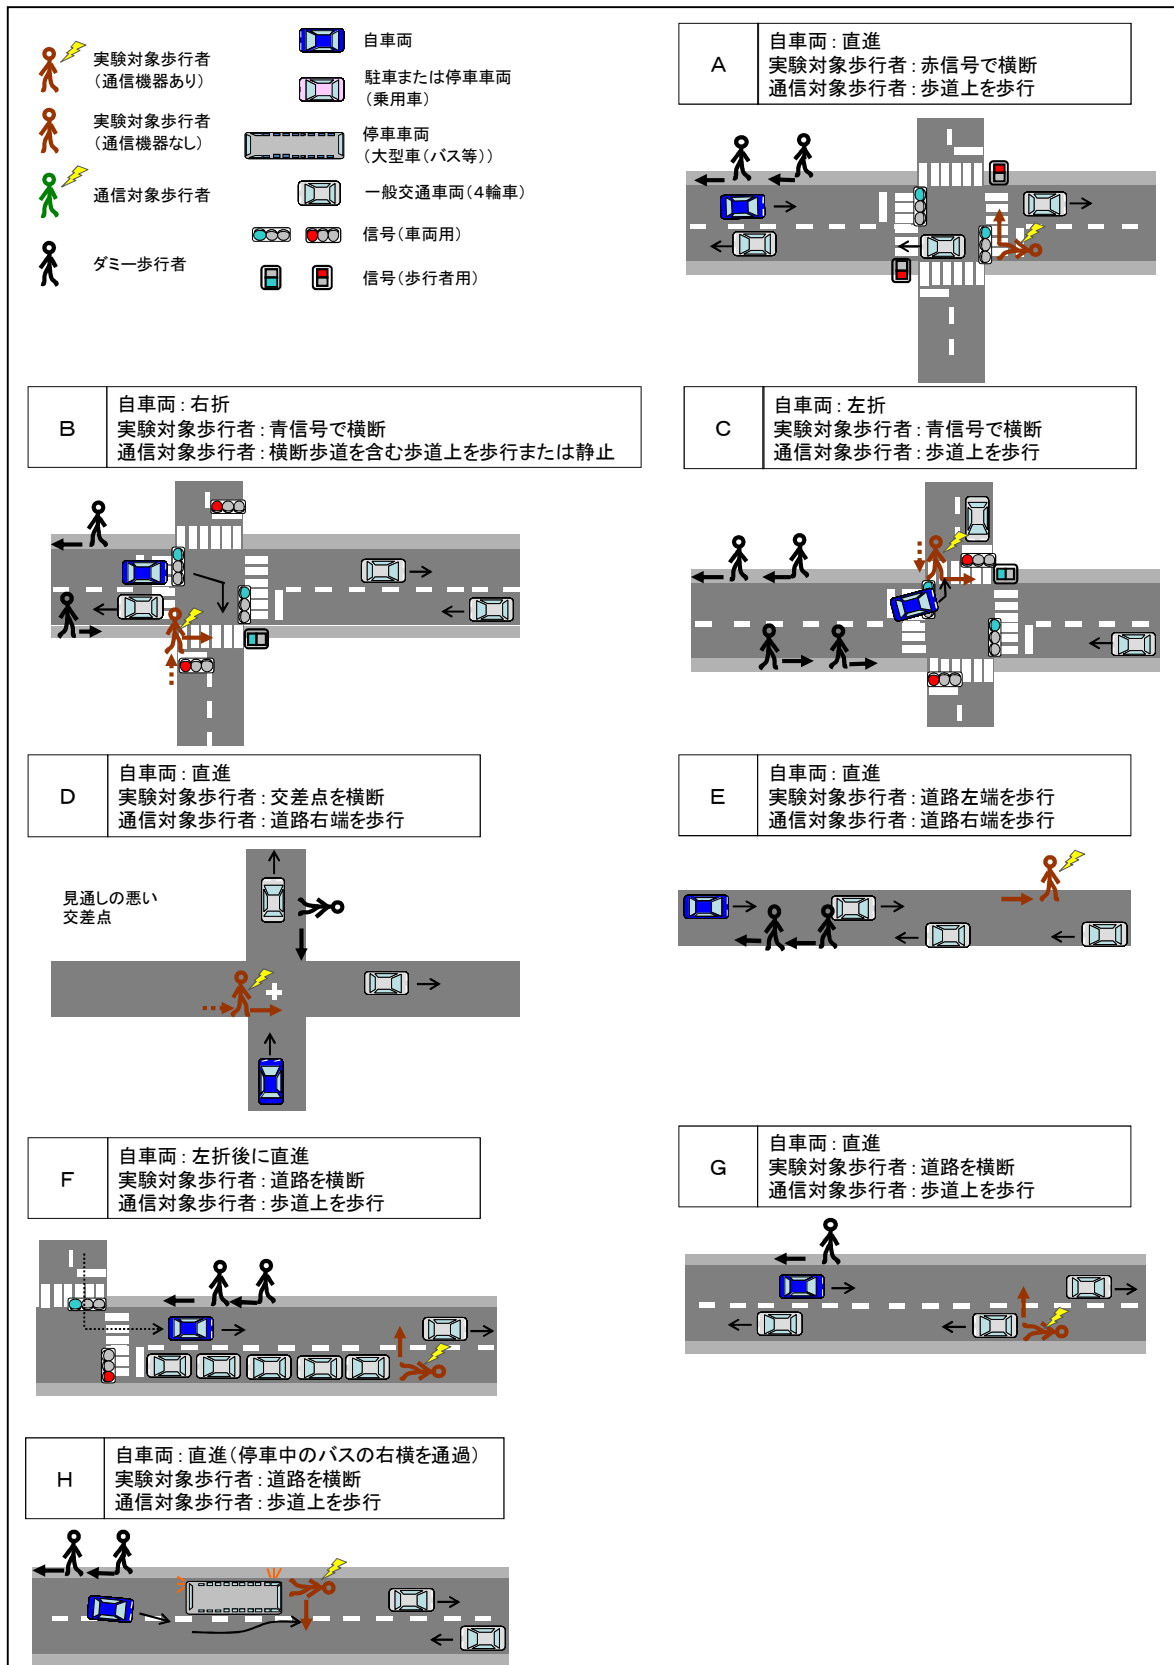 実験対象歩行者
（通信機器あり）
実験対象歩行者
（通信機器なし）
通信対象歩行者
ダミー歩行者
自車両
駐車または停車車両
（乗用車）
停車車両
（大型車（バス等））
一般交通車両（４輪車）
信号（車両用）
信号（歩行者用）
A
自車両：直進
実験対象歩行者：赤信号で横断
通信対象歩行者：歩道上を歩行
B
自車両：右折
実験対象歩行者：青信号で横断
通信対象歩行者：横断歩道を含む歩道上を歩行または静止
C
自車両：左折
実験対象歩行者：青信号で横断
通信対象歩行者：歩道上を歩行
D
自車両：直進
実験対象歩行者：交差点を横断
通信対象歩行者：道路右端を歩行
見通しの悪い
交差点
E
自車両：直進
実験対象歩行者：道路左端を歩行
通信対象歩行者：道路右端を歩行
F
自車両：左折後に直進
実験対象歩行者：道路を横断
通信対象歩行者：歩道上を歩行
G
自車両：直進
実験対象歩行者：道路を横断
通信対象歩行者：歩道上を歩行
H
自車両：直進（停車中のバスの右横を通過）
実験対象歩行者：道路を横断
通信対象歩行者：歩道上を歩行